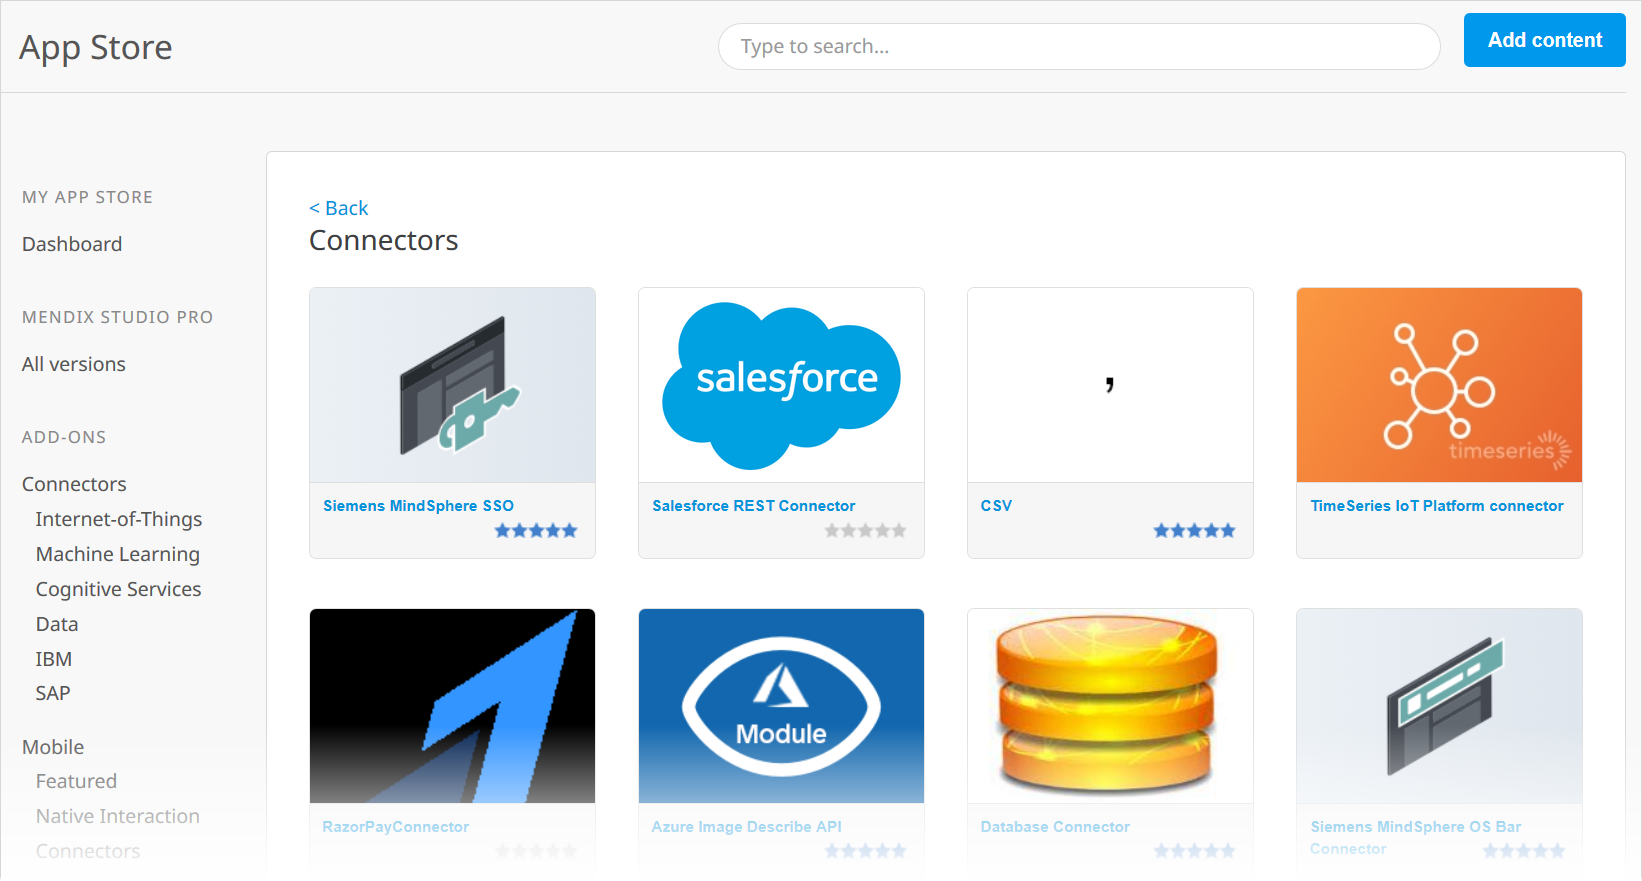 App Store
Type to search...
Add content
MY APP STORE
Dashboard
MENDIX STUDIO PRO
All versions
ADD-ONS
Connectors
Internet-of-Things
Machine Learning
Cognitive Services
Data
IBM
SAP
Mobile
Featured
Native Interaction
Connectors
< Back
Connectors
salesforce
,
timeseries
Siemens MindSphere SSO
Salesforce REST Connector
CSV
TimeSeries IoT Platform connector
Module
RazorPayConnector
Azure Image Describe API
Database Connector
Siemens MindSphere OS Bar
Connector